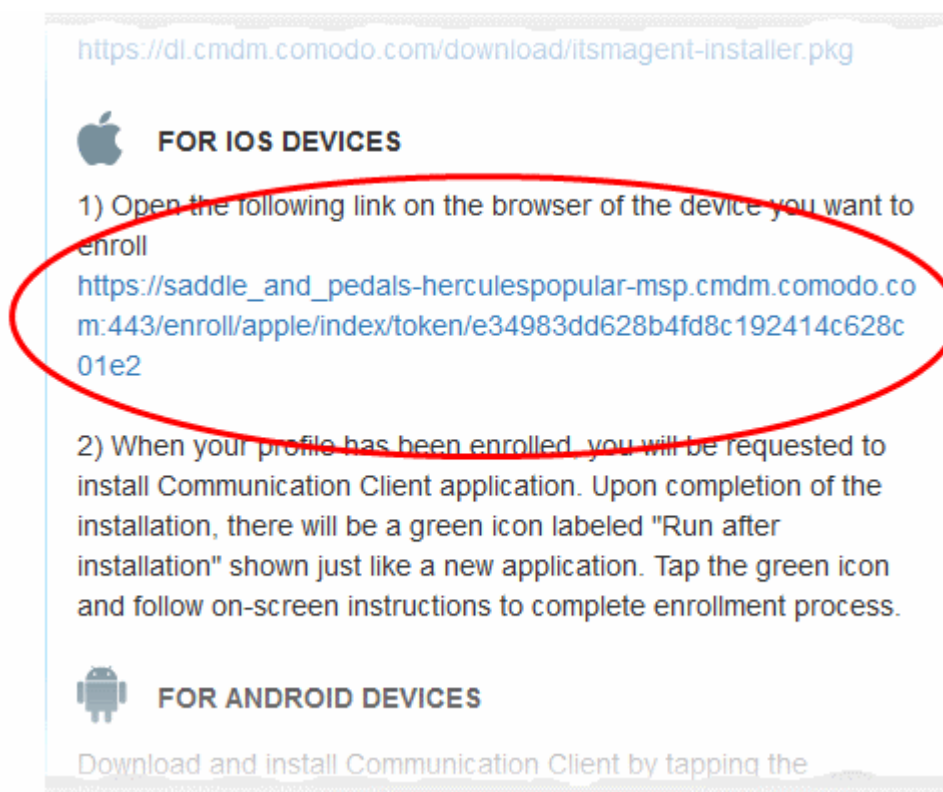 https://dl.cmdm.comodo.com/download/itsmagent-installer.pkg
FOR IOS DEVICES
1) Open the following link on the browser of the device you want to
enroll
https://saddle_and_pedals-herculespopular-msp.cmdm.comodo.co
m:443/enroll/apple/index/token/e34983dd628b4fd8c192414c628c
01e2
2) When your profile has been enrolled, you will be requested to
install Communication Client application. Upon completion of the
installation, there will be a green icon labeled "Run after
installation" shown just like a new application. Tap the green icon
and follow on-screen instructions to complete enrollment process.
FOR ANDROID DEVICES
Download and install Communication Client by tapping the